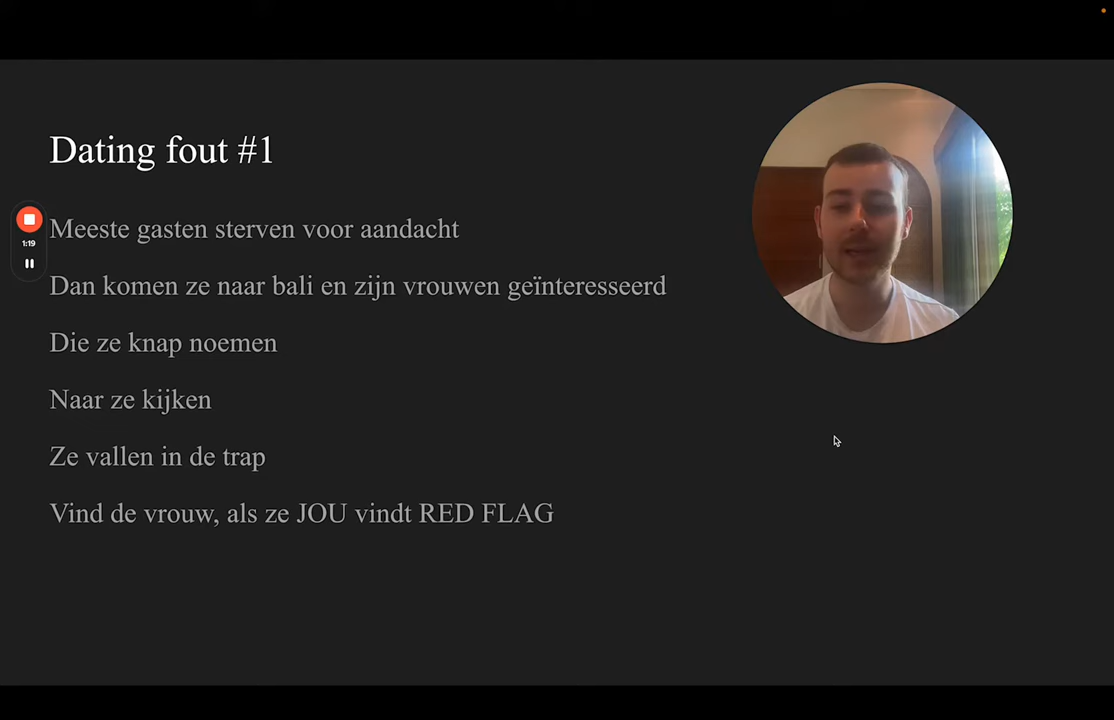 Dating fout #1
Meeste gasten sterven voor aandacht
1:19
Dan komen ze naar bali en zijn vrouwen geïnteresseerd
Die ze knap noemen
Naar ze kijken
Ze vallen in de trap
Vind de vrouw, als ze JOU vindt RED FLAG